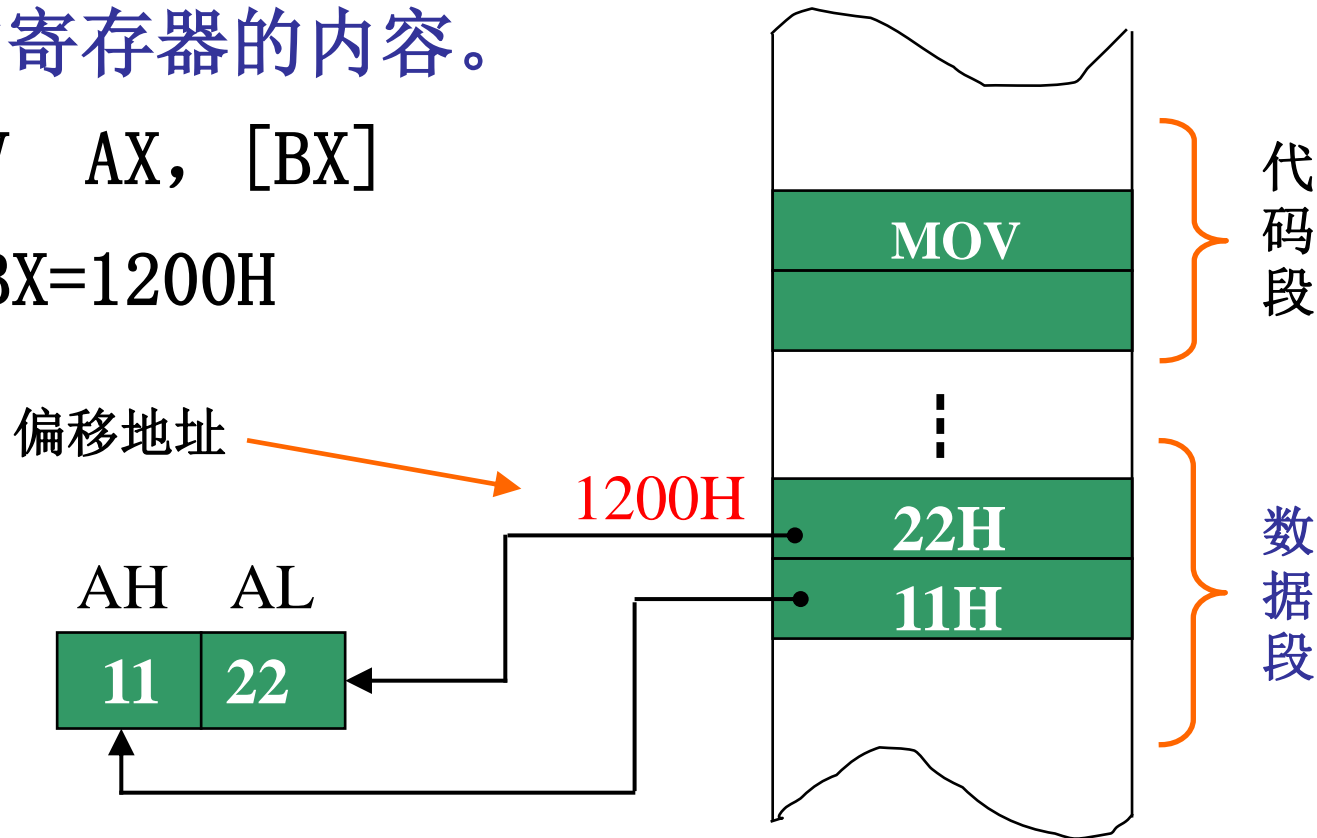 寄存器的内容。
AX, [BX]
BX=1200H
偏移地址
1200H
AH AL
11 22
MOV
22H
11H
代码段
数据段